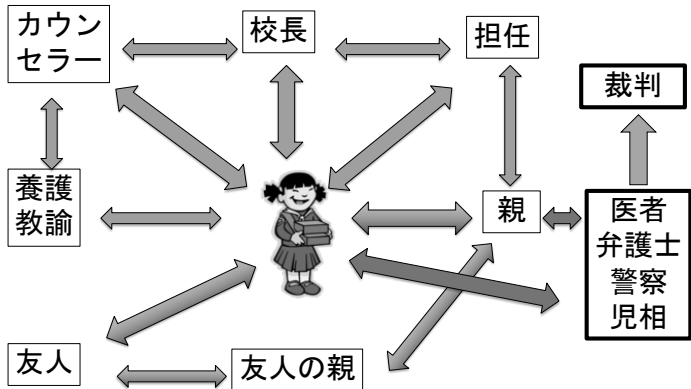 カウン
セラー
校長
担任
裁判
養護
教諭
親
医者
弁護士
警察
児相
友人
友人の親